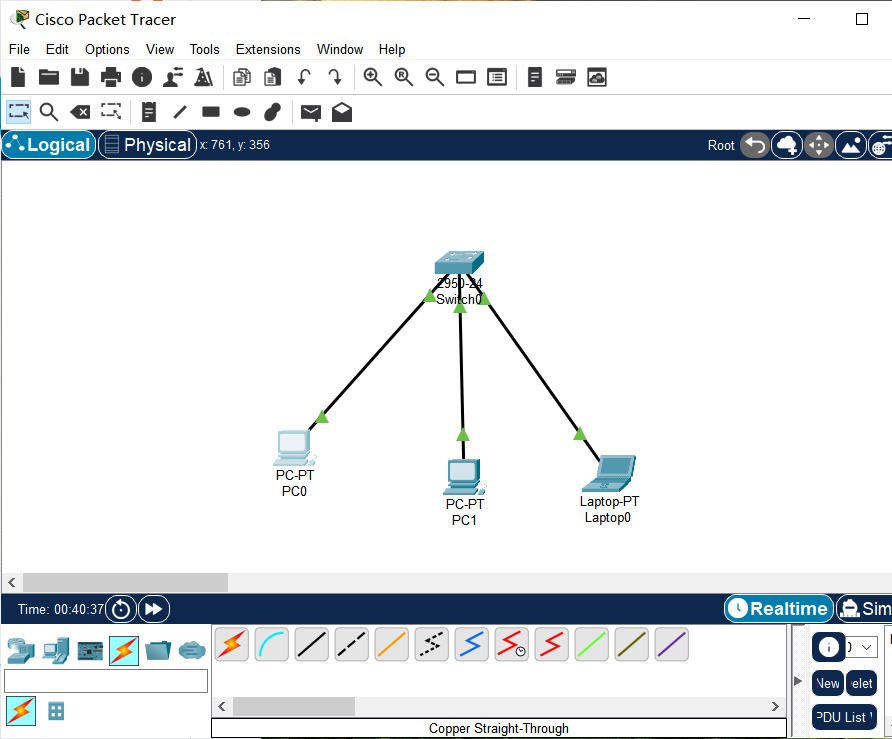 Cisco Packet Tracer
File Edit Options View Tools Extensions Window Help
Logical Physical x: 761, y: 356 Root
2950-24
Switch0
PC-PT
PC0
PC-PT
PC1
Laptop-PT
Laptop0
Time: 00:40:37 Realtime Sim
0
New elet
PDU List
Copper Straight-Through